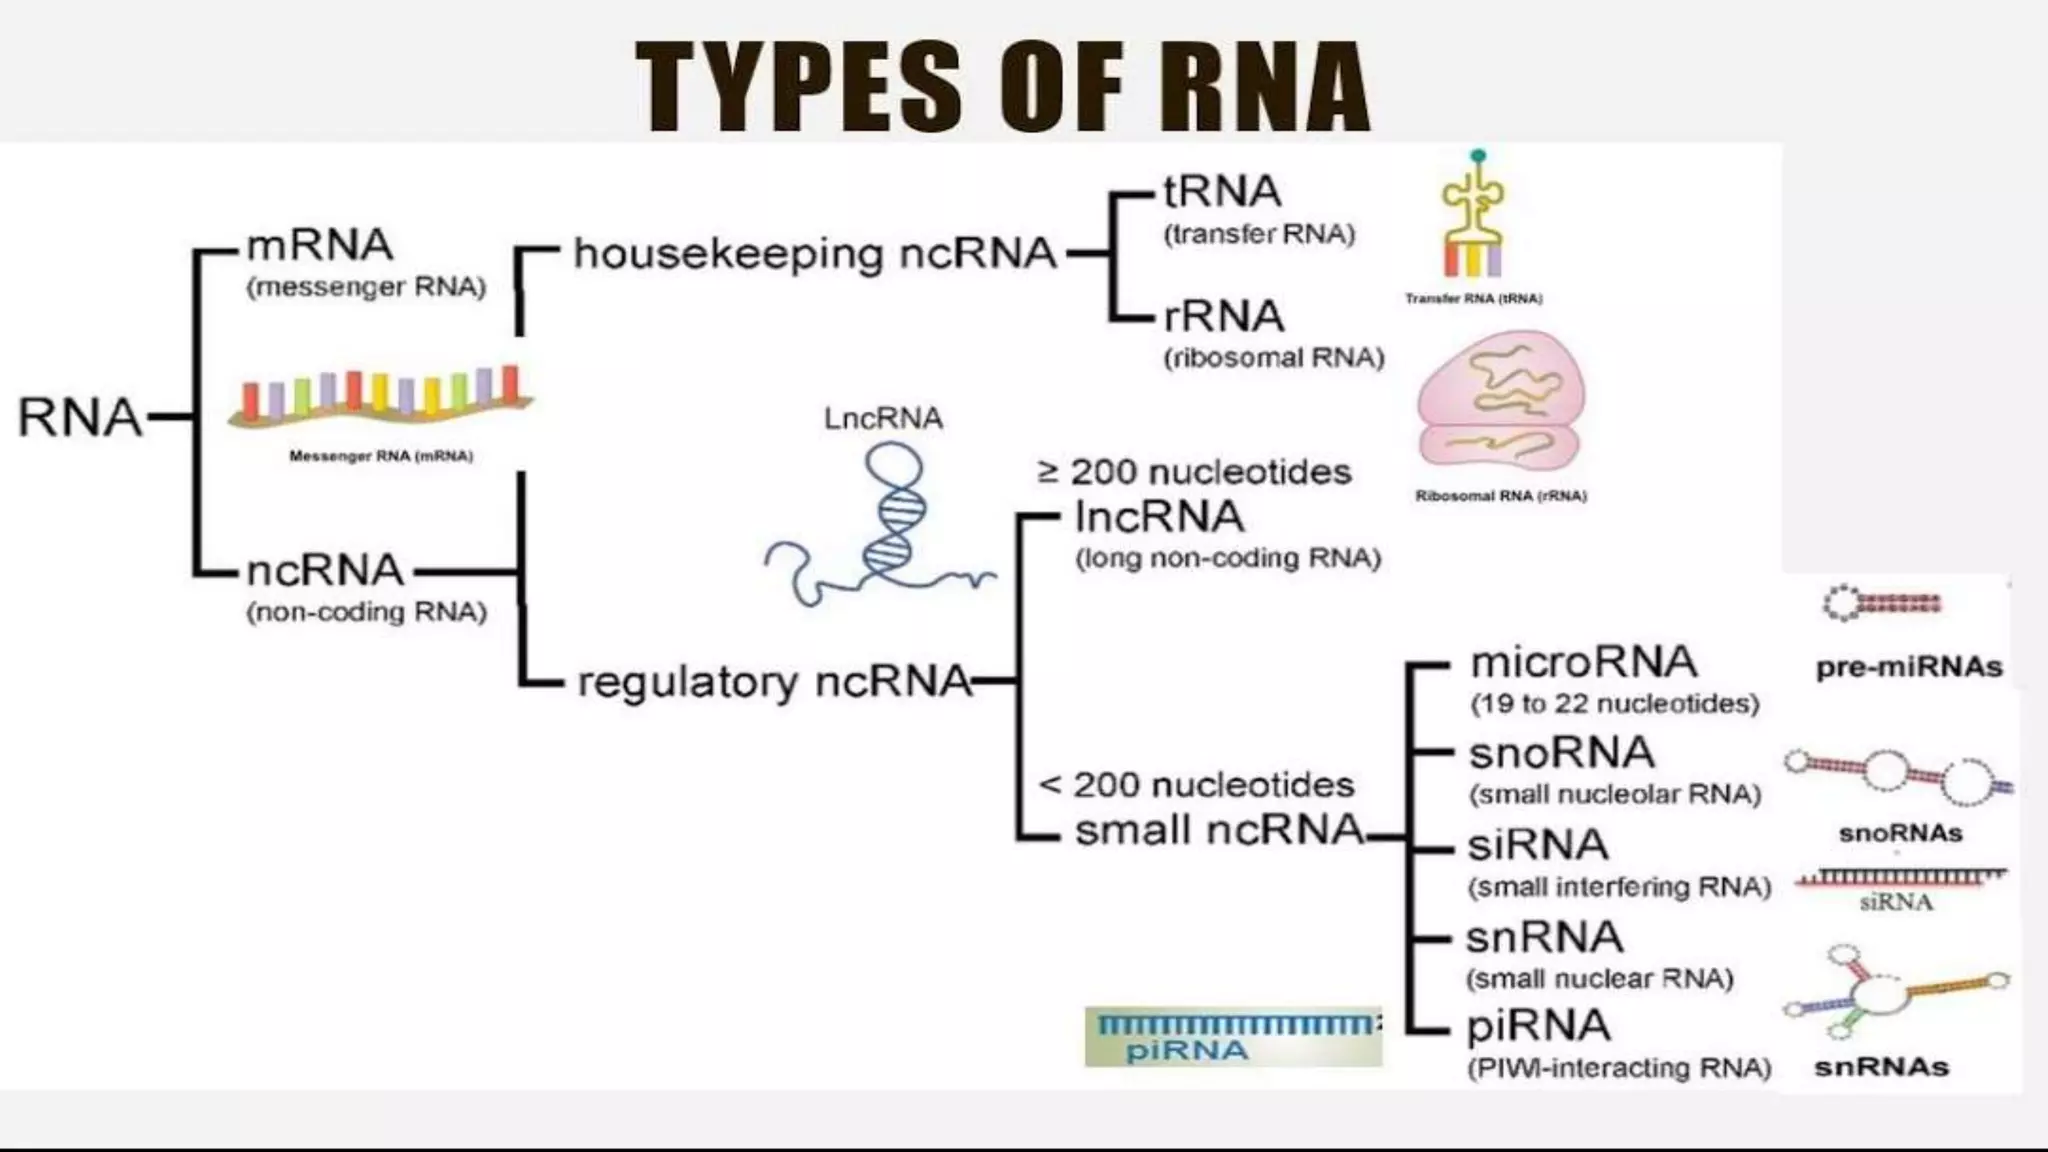 TYPES OF RNA
RNA
mRNA
(messenger RNA)
Messenger RNA (mRNA)
ncRNA
(non-coding RNA)
housekeeping ncRNA
tRNA
(transfer RNA)
Transfer RNA (tRNA)
rRNA
(ribosomal RNA)
Ribosomal RNA (rRNA)
regulatory ncRNA
LncRNA
≥ 200 nucleotides
lncRNA
(long non-coding RNA)
< 200 nucleotides
small ncRNA
microRNA
(19 to 22 nucleotides)
pre-miRNAs
snoRNA
(small nucleolar RNA)
snoRNAs
siRNA
(small interfering RNA)
siRNA
snRNA
(small nuclear RNA)
snRNAs
piRNA
(PIWI-interacting RNA)
piRNA